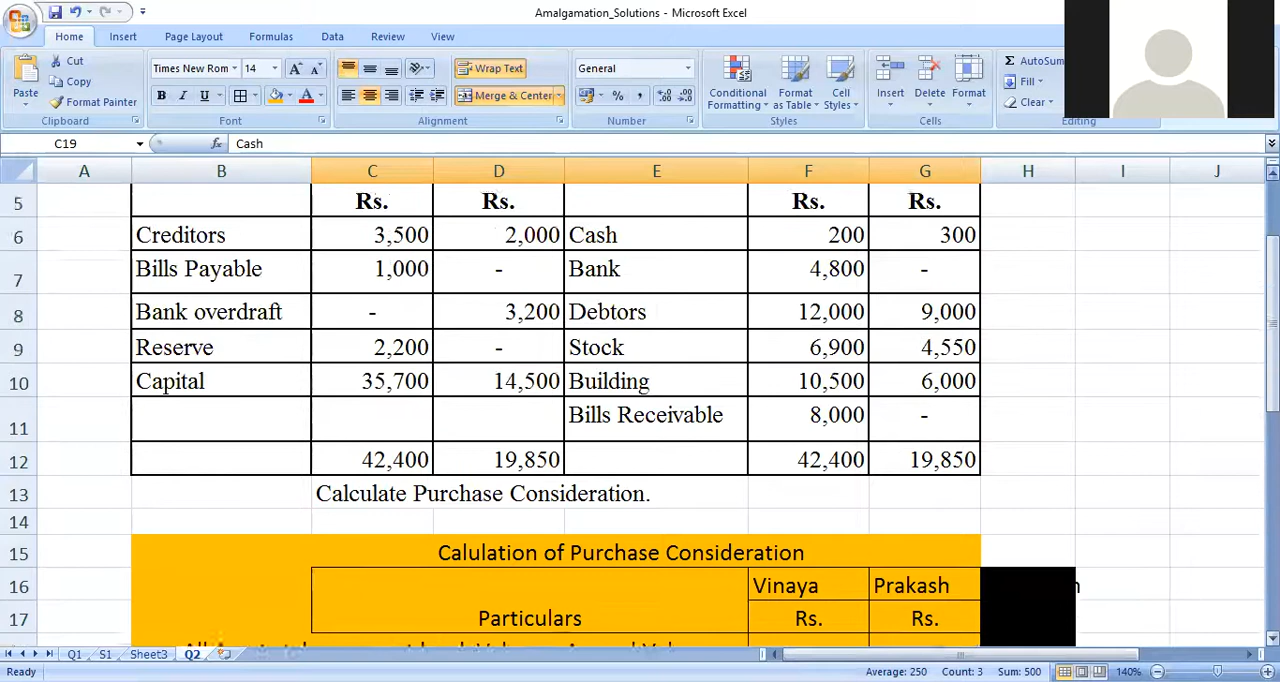 Amalgamation_Solutions - Microsoft Excel
Home Insert Page Layout Formulas Data Review View
Cut
Copy
Format Painter
Paste
Clipboard
Times New Rom 14
B I U
Font
Wrap Text
Merge & Center
Alignment
General
% ,
Number
Conditional Formatting
Format as Table
Cell Styles
Styles
Insert Delete Format
Cells
Σ AutoSum
Fill
Clear
Editing
C19 fx Cash
A B C D E F G H I J
5 Rs. Rs. Rs. Rs.
6 Creditors 3,500 2,000 Cash 200 300
7 Bills Payable 1,000 - Bank 4,800 -
8 Bank overdraft - 3,200 Debtors 12,000 9,000
9 Reserve 2,200 - Stock 6,900 4,550
10 Capital 35,700 14,500 Building 10,500 6,000
11 Bills Receivable 8,000 -
12 42,400 19,850 42,400 19,850
13 Calculate Purchase Consideration.
14
15 Calulation of Purchase Consideration
16 Vinaya Prakash
17 Particulars Rs. Rs.
Q1 S1 Sheet3 Q2
Ready Average: 250 Count: 3 Sum: 500 140%